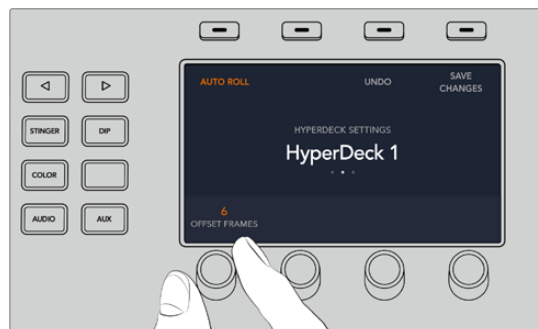 AUTO ROLL
UNDO
SAVE
CHANGES
HYPERDECK SETTINGS
HyperDeck 1
6
OFFSET FRAMES
STINGER
DIP
COLOR
AUDIO
AUX